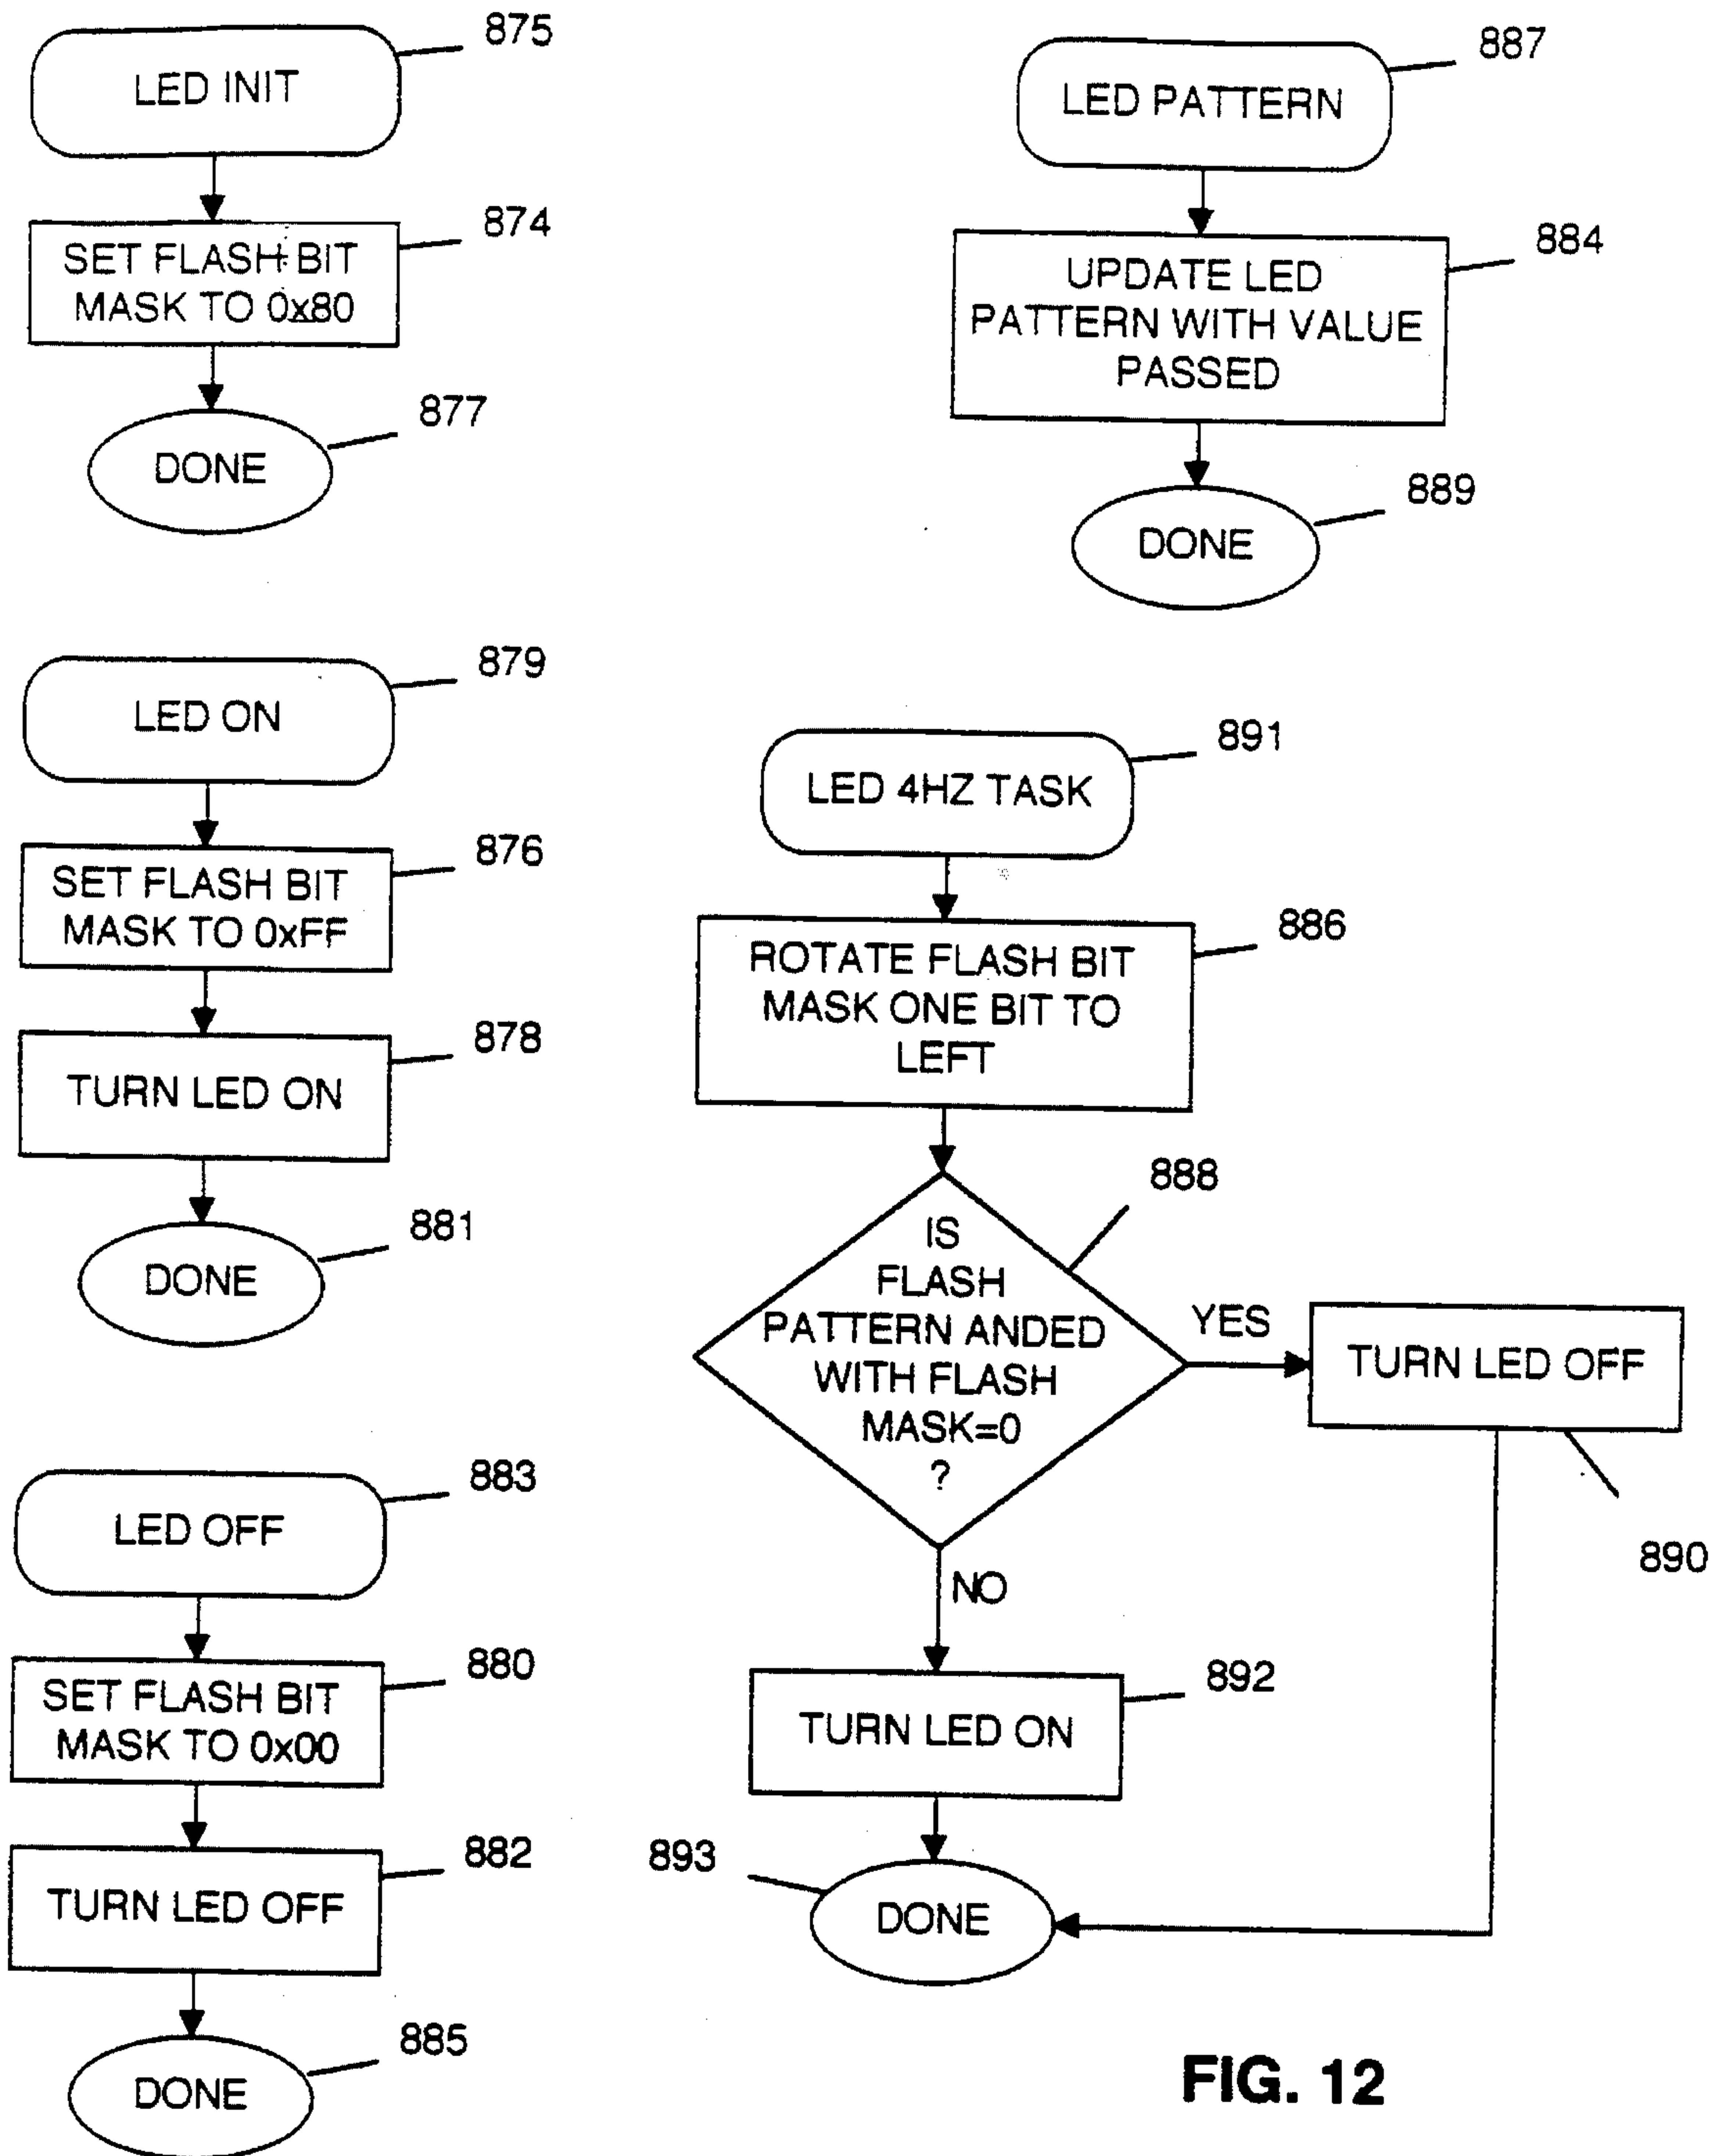 875
LED INIT
874
SET FLASH BIT
MASK TO 0x80
877
DONE
887
LED PATTERN
884
UPDATE LED
PATTERN WITH VALUE
PASSED
889
DONE
879
LED ON
876
SET FLASH BIT
MASK TO 0xFF
878
TURN LED ON
881
DONE
883
LED OFF
880
SET FLASH BIT
MASK TO 0x00
882
TURN LED OFF
885
DONE
891
LED 4HZ TASK
886
ROTATE FLASH BIT
MASK ONE BIT TO
LEFT
888
IS
FLASH
PATTERN ANDED
WITH FLASH
MASK=0
?
YES
TURN LED OFF
890
NO
892
TURN LED ON
893
DONE
FIG. 12